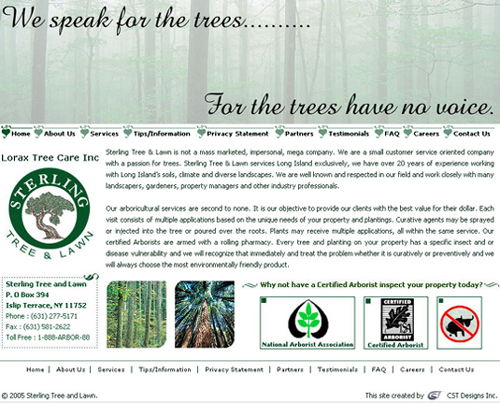 We speak for the trees..........
For the trees have no voice.
Home
About Us
Services
Tips/Information
Privacy Statement
Partners
Testimonials
FAQ
Careers
Contact Us
Lorax Tree Care Inc
STERLING
TREE & LAWN
Sterling Tree & Lawn is not a mass marketed, impersonal, mega company. We are a small customer service oriented company
with a passion for trees. Sterling Tree & Lawn services Long Island exclusively, we have over 20 years of experience working
with Long Island's soils, climate and diverse landscapes. We are well known and respected in our field and work closely with many
landscapers, gardeners, property managers and other industry professionals.
Our arboricultural services are second to none. It is our objective to provide our clients with the best value for their dollar. Each
visit consists of multiple applications based on the unique needs of your property and plantings. Curative agents may be sprayed
or injected into the tree or poured over the roots. Plants may receive multiple applications, all within the same service. Our
certified Arborists are armed with a rolling pharmacy. Every tree and planting on your property has a specific insect and or
disease vulnerability and we will recognize that immediately and treat the problem whether it is curatively or preventively and we
will always choose the most environmentally friendly product.
Sterling Tree and Lawn
P. O Box 394
Islip Terrace, NY 11752
Phone : (631) 277-5171
Fax : (631) 581-2622
Toll Free : 1-888-ARBOR-88
Why not have a Certified Arborist inspect your property today?
National Arborist Association
CERTIFIED
ARBORIST
Certified Arborist
Home | About Us | Services | Tips/Information | Privacy Statement | Partners | Testimonials | FAQ | Careers | Contact Us
© 2005 Sterling Tree and Lawn.
This site created by CST Designs Inc.